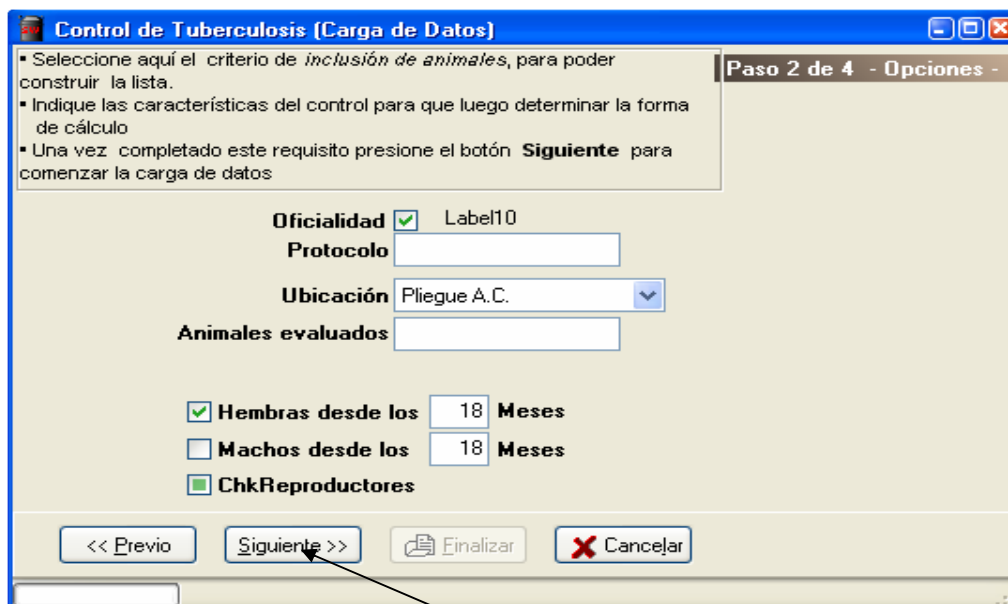 Control de Tuberculosis (Carga de Datos)
▪ Seleccione aquí el criterio de inclusión de animales, para poder
construir la lista.
▪ Indique las características del control para que luego determinar la forma
de cálculo
▪ Una vez completado este requisito presione el botón Siguiente para
comenzar la carga de datos
Paso 2 de 4 - Opciones -
Oficialidad Label10
Protocolo
Ubicación Pliegue A.C.
Animales evaluados
Hembras desde los 18 Meses
Machos desde los 18 Meses
ChkReproductores
<< Previo Siguiente >> Finalizar Cancelar